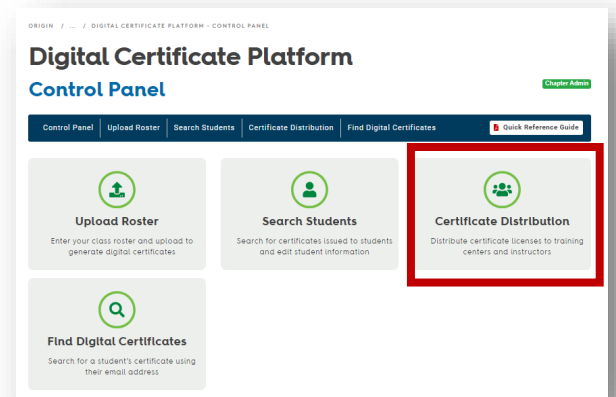 ORIGIN / ... / DIGITAL CERTIFICATE PLATFORM - CONTROL PANEL
Digital Certificate Platform
Control Panel
Chapter Admin
Control Panel Upload Roster Search Students Certificate Distribution Find Digital Certificates Quick Reference Guide
Upload Roster
Enter your class roster and upload to
generate digital certificates
Search Students
Search for certificates issued to students
and edit student information
Certificate Distribution
Distribute certificate licenses to training
centers and instructors
Find Digital Certificates
Search for a student's certificate using
their email address